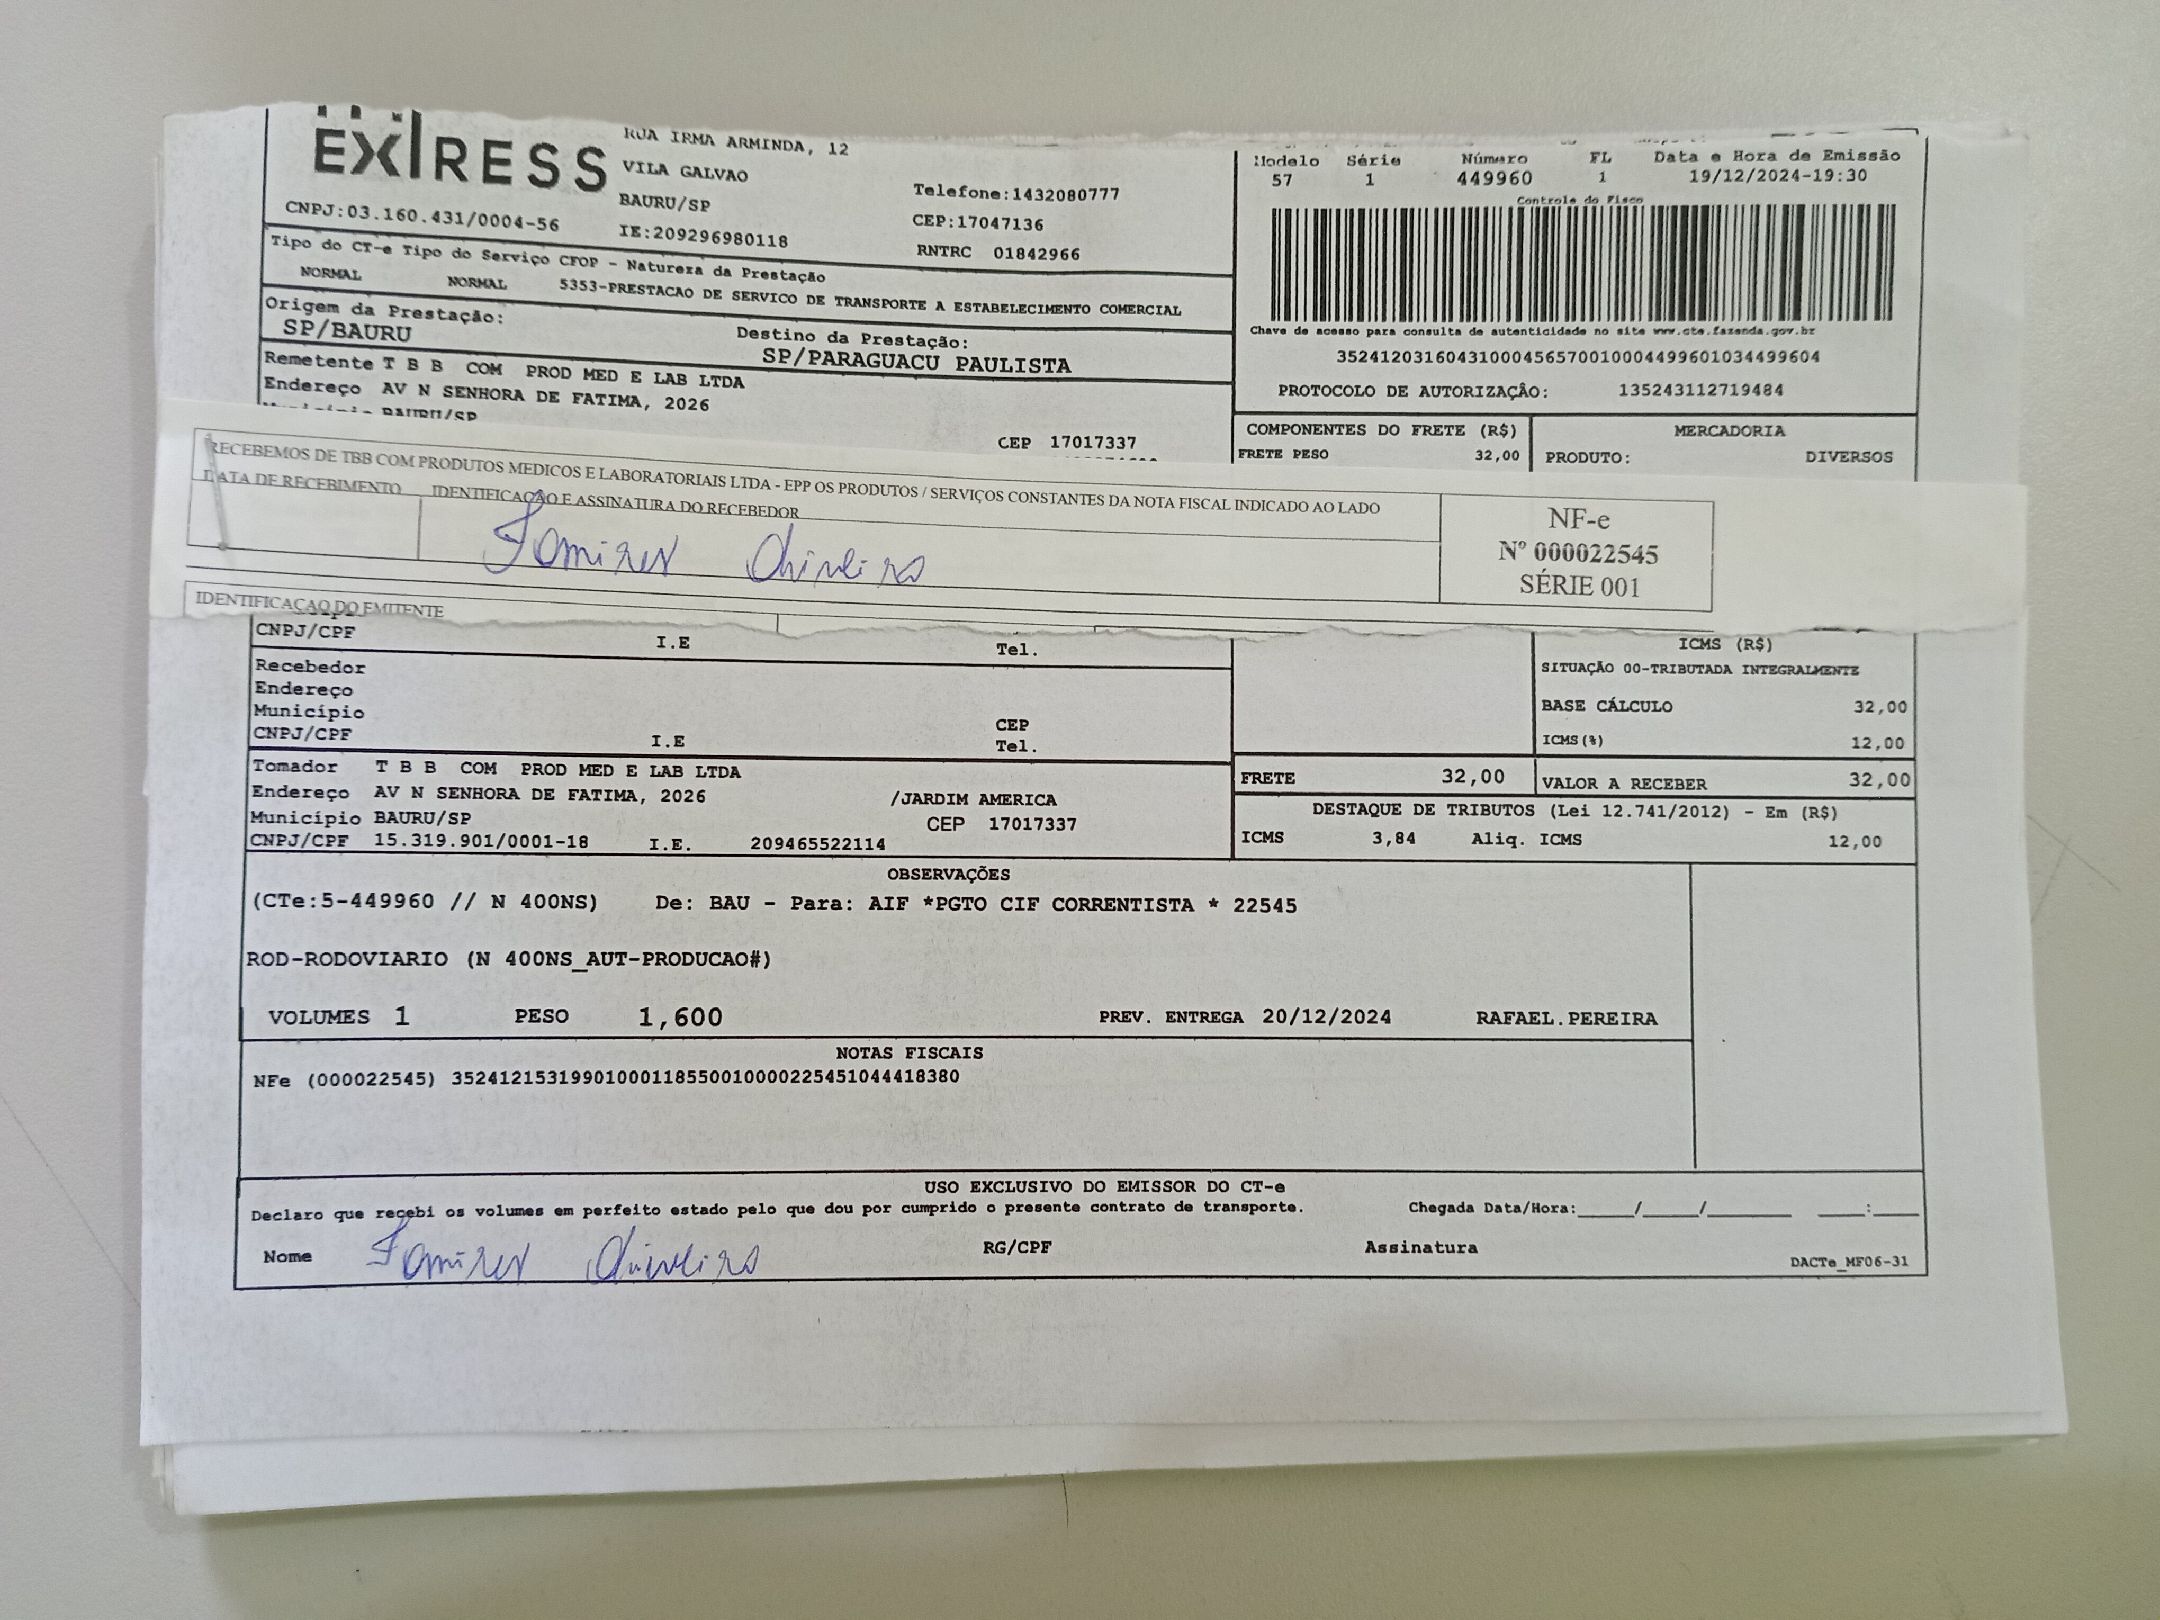 EXPRESS
RUA IRMA ARMINDA, 12
VILA GALVAO
BAURU/SP
IE:209296980118
Telefone:1432080777
CEP:17047136
RNTRC 01842966
CNPJ:03.160.431/0004-56
Tipo do CT-e Tipo do Serviço CFOP - Natureza da Prestação
NORMAL NORMAL 5353-PRESTACAO DE SERVICO DE TRANSPORTE A ESTABELECIMENTO COMERCIAL
Origem da Prestação:
SP/BAURU
Destino da Prestação:
SP/PARAGUACU PAULISTA
Remetente T B B COM PROD MED E LAB LTDA
Endereço AV N SENHORA DE FATIMA, 2026
BAURU/SP
CEP 17017337
Modelo Série Número FL Data e Hora de Emissão
57 1 449960 1 19/12/2024-19:30
Controle do Fisco
Chave de acesso para consulta de autenticidade no site www.cte.fazenda.gov.br
35241203160431000456570010004499601034499604
PROTOCOLO DE AUTORIZAÇÃO: 135243112719484
COMPONENTES DO FRETE (R$)
FRETE PESO 32,00
MERCADORIA
PRODUTO: DIVERSOS
RECEBEMOS DE TBB COM PRODUTOS MEDICOS E LABORATORIAIS LTDA - EPP OS PRODUTOS / SERVIÇOS CONSTANTES DA NOTA FISCAL INDICADO AO LADO
DATA DE RECEBIMENTO IDENTIFICAÇÃO E ASSINATURA DO RECEBEDOR
Tamires Oliveira
NF-e
Nº 000022545
SÉRIE 001
IDENTIFICAÇAO DO EMITENTE
CNPJ/CPF I.E Tel.
Recebedor
Endereço
Município CEP
CNPJ/CPF I.E Tel.
ICMS (R$)
SITUAÇÃO 00-TRIBUTADA INTEGRALMENTE
BASE CÁLCULO 32,00
ICMS(%) 12,00
Tomador T B B COM PROD MED E LAB LTDA
Endereço AV N SENHORA DE FATIMA, 2026 /JARDIM AMERICA
Município BAURU/SP CEP 17017337
CNPJ/CPF 15.319.901/0001-18 I.E. 209465522114
FRETE 32,00 VALOR A RECEBER 32,00
DESTAQUE DE TRIBUTOS (Lei 12.741/2012) - Em (R$)
ICMS 3,84 Aliq. ICMS 12,00
OBSERVAÇÕES
(CTe:5-449960 // N 400NS) De: BAU - Para: AIF *PGTO CIF CORRENTISTA * 22545
ROD-RODOVIARIO (N 400NS_AUT-PRODUCAO#)
VOLUMES 1 PESO 1,600 PREV. ENTREGA 20/12/2024 RAFAEL.PEREIRA
NOTAS FISCAIS
NFe (000022545) 35241215319901000118550010000225451044418380
USO EXCLUSIVO DO EMISSOR DO CT-e
Declaro que recebi os volumes em perfeito estado pelo que dou por cumprido o presente contrato de transporte. Chegada Data/Hora:____/____/______ ____:____
Nome Tamires Oliveira RG/CPF Assinatura
DACTe_MF06-31